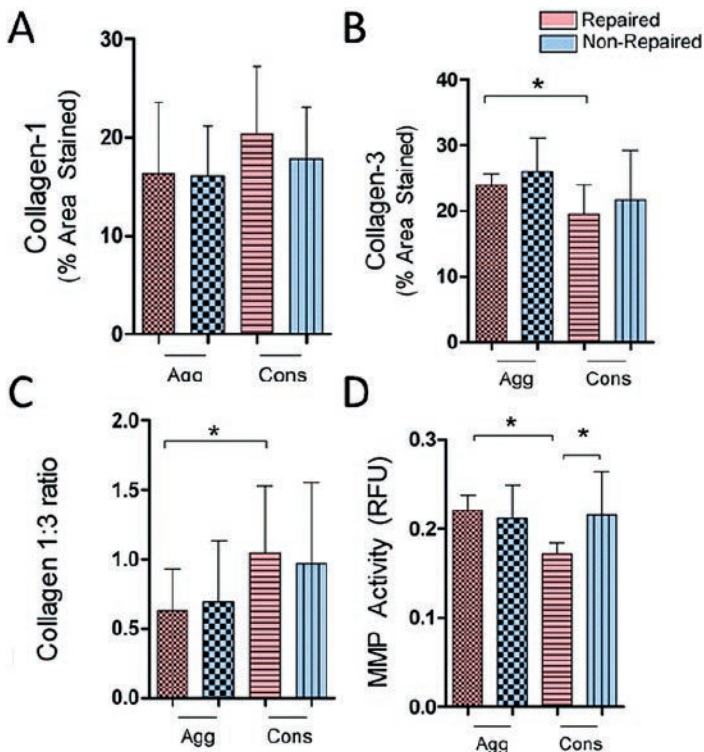 A
Collagen-1
(% Area Stained)
30
20
10
0
Agg
Cons
B
Repaired
Non-Repaired
Collagen-3
(% Area Stained)
40
30
20
10
0
*
Agg
Cons
C
Collagen 1:3 ratio
2.0
1.5
1.0
0.5
0.0
*
Agg
Cons
D
MMP Activity (RFU)
0.3
0.2
0.1
0.0
*
*
Agg
Cons